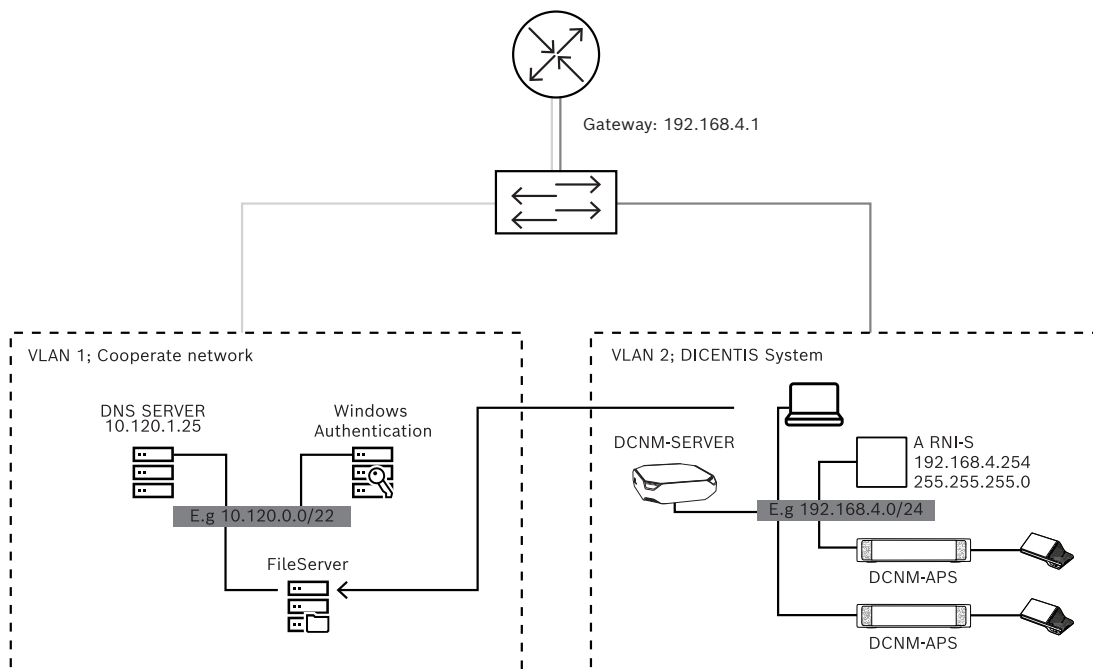 Gateway: 192.168.4.1
VLAN 1; Cooperate network
DNS SERVER
10.120.1.25
Windows
Authentication
E.g 10.120.0.0/22
FileServer
VLAN 2; DICENTIS System
DCNM-SERVER
A RNI-S
192.168.4.254
255.255.255.0
E.g 192.168.4.0/24
DCNM-APS
DCNM-APS